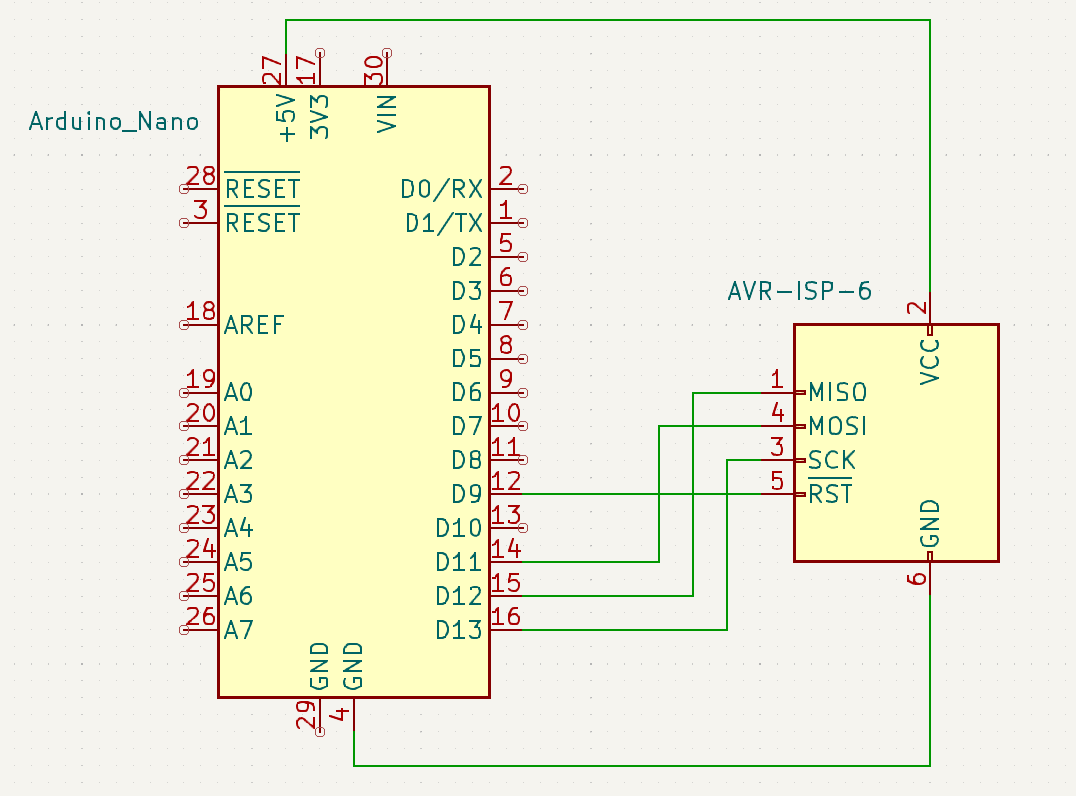 27 17 30
+5V 3V3 VIN
Arduino_Nano
28 RESET D0/RX 2
3 RESET D1/TX 1
D2 5
AVR-ISP-6
D3 6
2
18 AREF D4 7
VCC
D5 8
19 A0 D6 9
1 MISO
20 A1 D7 10
4 MOSI
21 A2 D8 11
3 SCK
22 A3 D9 12
5 RST
23 A4 D10 13
GND
24 A5 D11 14
6
25 A6 D12 15
26 A7 D13 16
GND GND
29 4